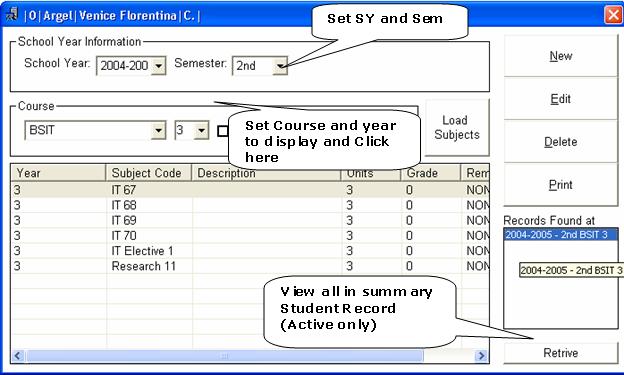 |0| Argel| Venice Florentina| C. |
Set SY and Sem
School Year Information
School Year: 2004-200 Semester: 2nd
New
Edit
Delete
Print
Course
BSIT 3
Set Course and year
to display and Click
here
Load
Subjects
Year Subject Code Description Units Grade Rem
3 IT 67 3 0 NON
3 IT 68 3 0 NON
3 IT 69 3 0 NON
3 IT 70 3 0 NON
3 IT Elective 1 3 0 NON
3 Research 11 3 0 NON
Records Found at
2004-2005 - 2nd BSIT 3
2004-2005 - 2nd BSIT 3
View all in summary
Student Record
(Active only)
Retrive